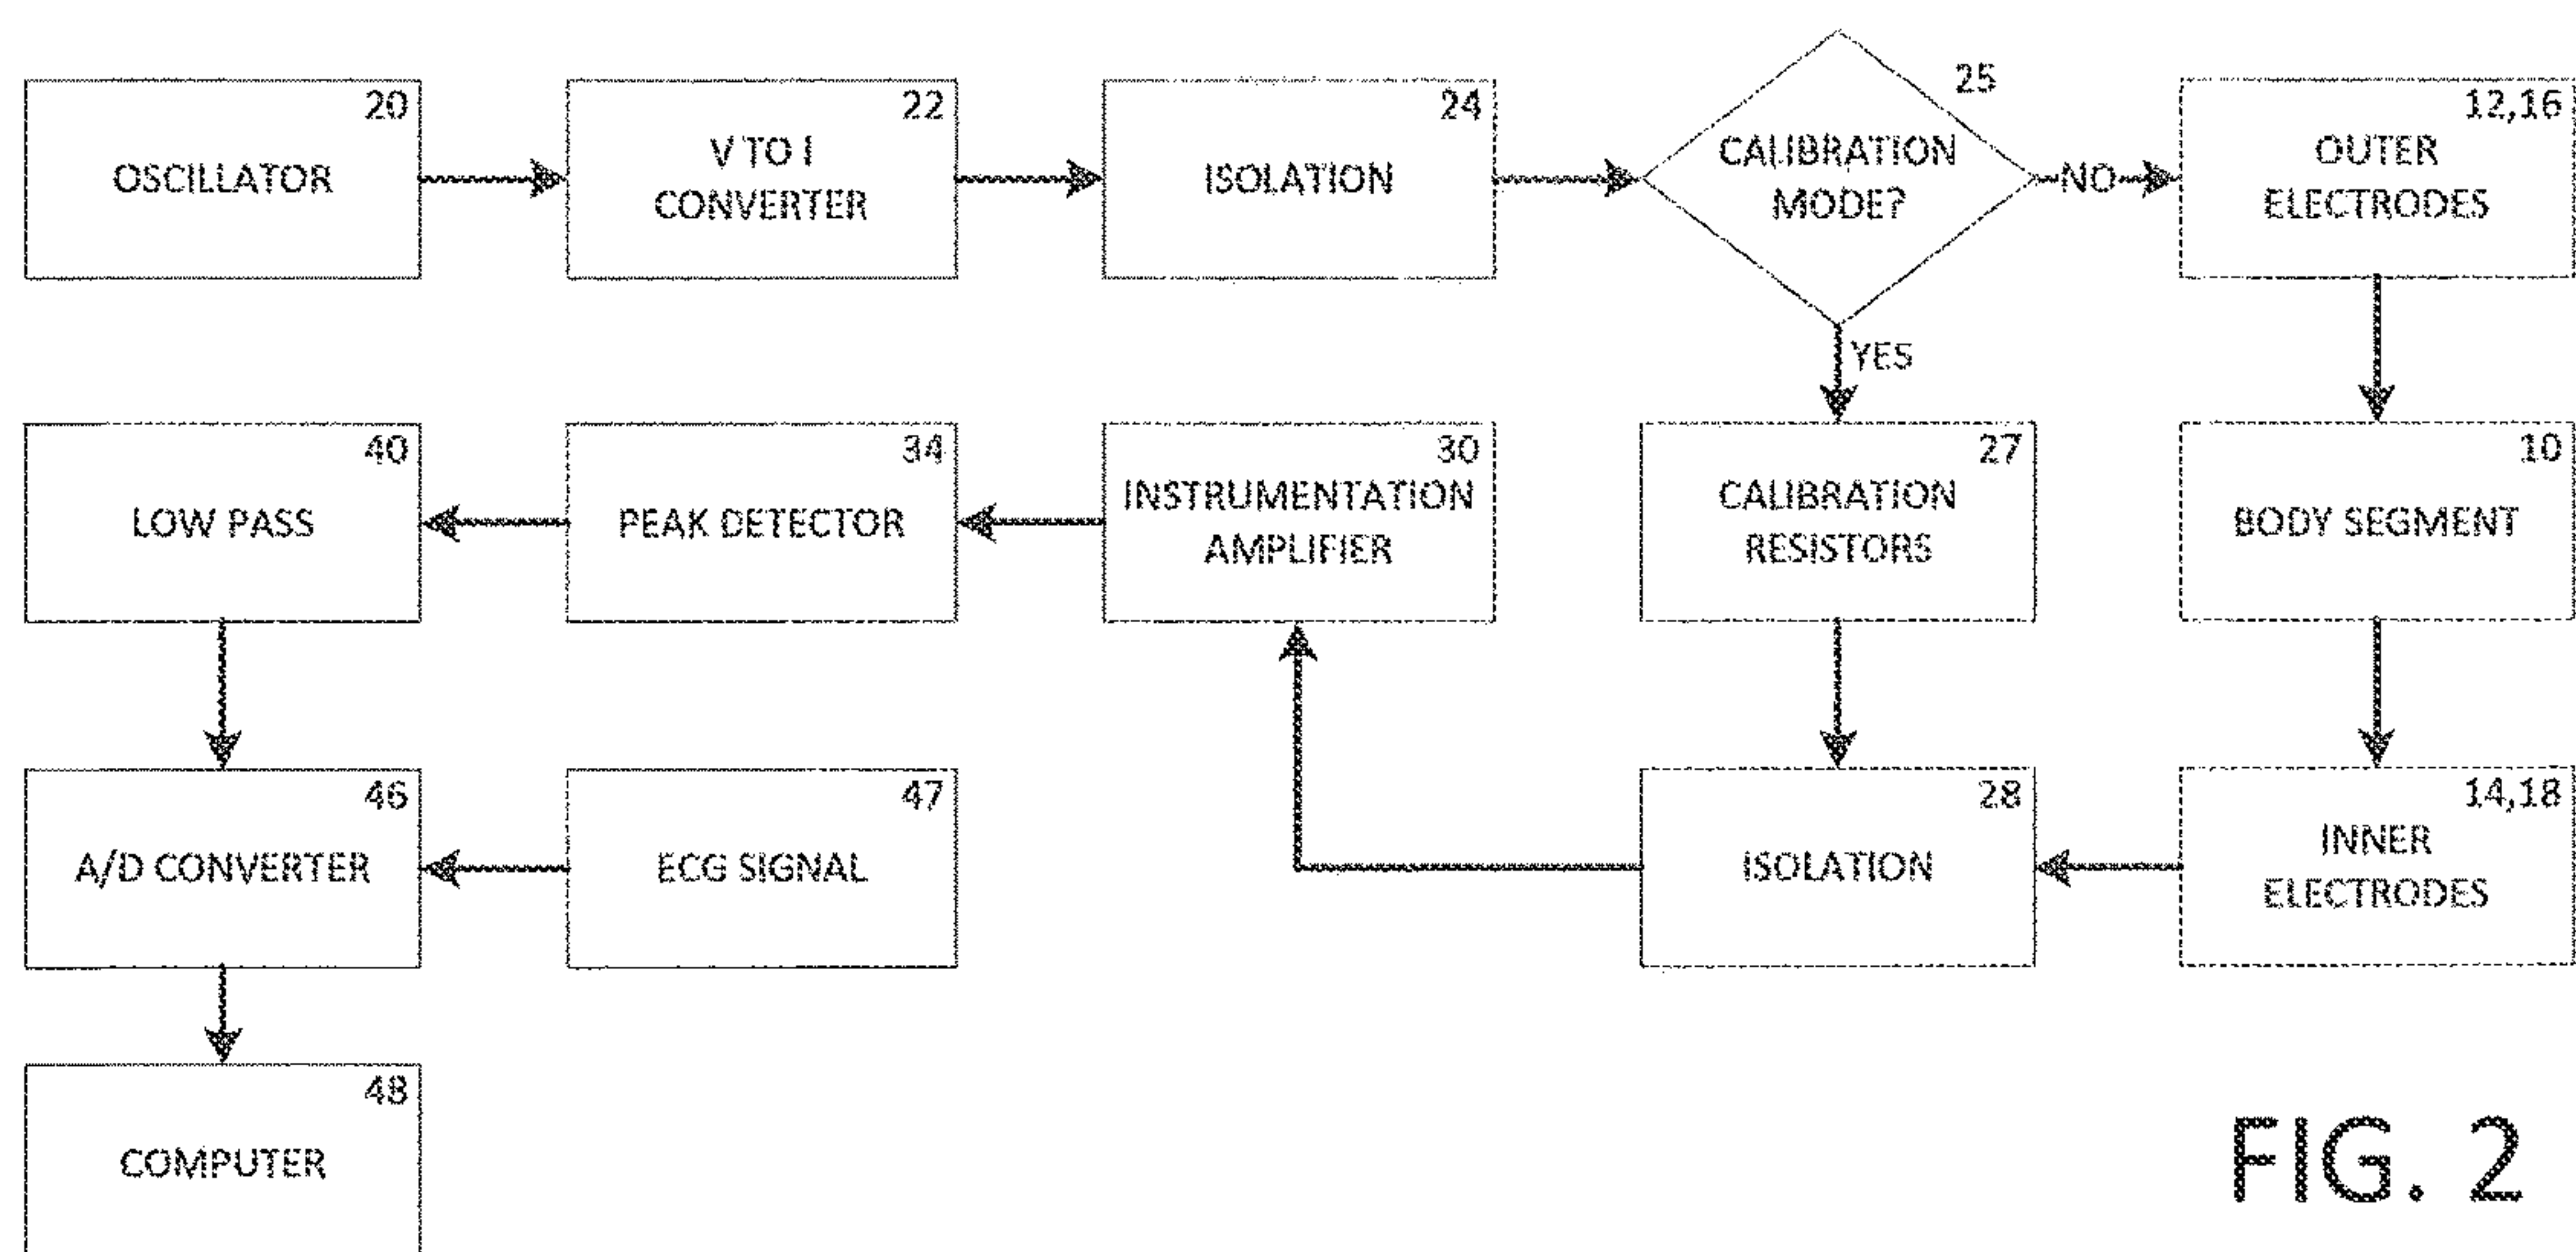 20
OSCILLATOR
22
V TO I
CONVERTER
24
ISOLATION
25
CALIBRATION
MODE?
NO
12,16
OUTER
ELECTRODES
YES
40
LOW PASS
34
PEAK DETECTOR
30
INSTRUMENTATION
AMPLIFIER
27
CALIBRATION
RESISTORS
10
BODY SEGMENT
46
A/D CONVERTER
47
ECG SIGNAL
28
ISOLATION
14,18
INNER
ELECTRODES
48
COMPUTER
FIG. 2